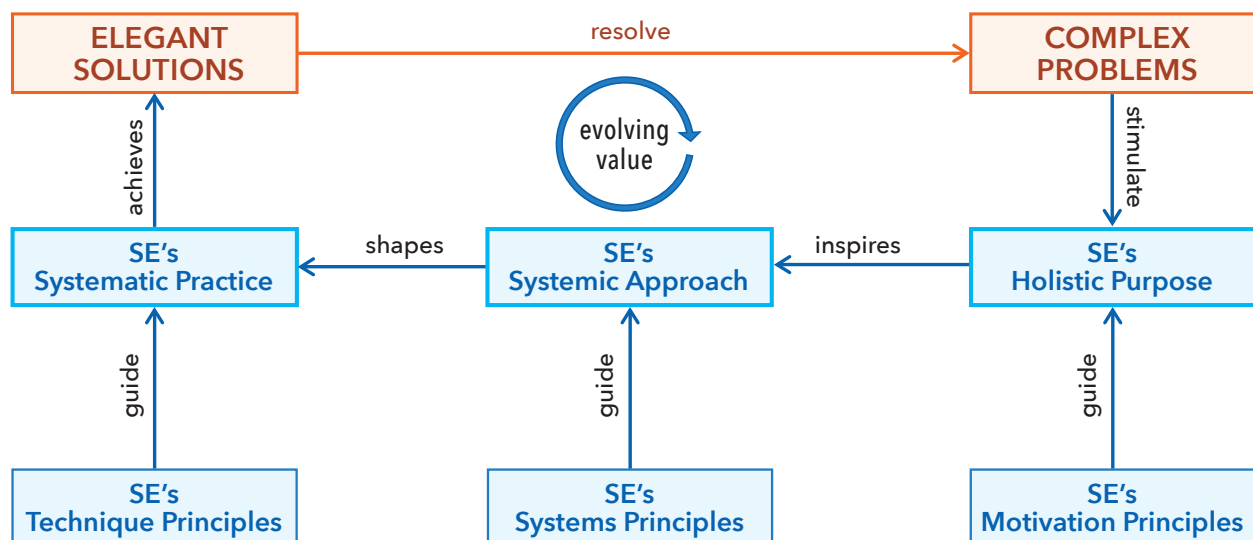 ELEGANT
SOLUTIONS
resolve
COMPLEX
PROBLEMS
achieves
evolving
value
stimulate
SE's
Systematic Practice
shapes
SE's
Systemic Approach
inspires
SE's
Holistic Purpose
guide
guide
guide
SE's
Technique Principles
SE's
Systems Principles
SE's
Motivation Principles